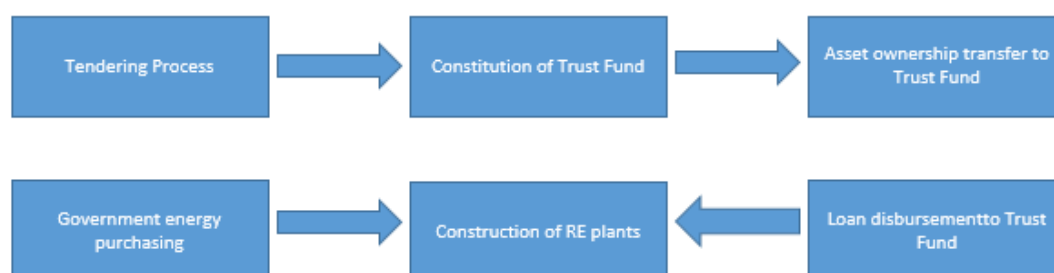 Tendering Process
Constitution of Trust Fund
Asset ownership transfer to
Trust Fund
Government energy
purchasing
Construction of RE plants
Loan disbursementto Trust
Fund